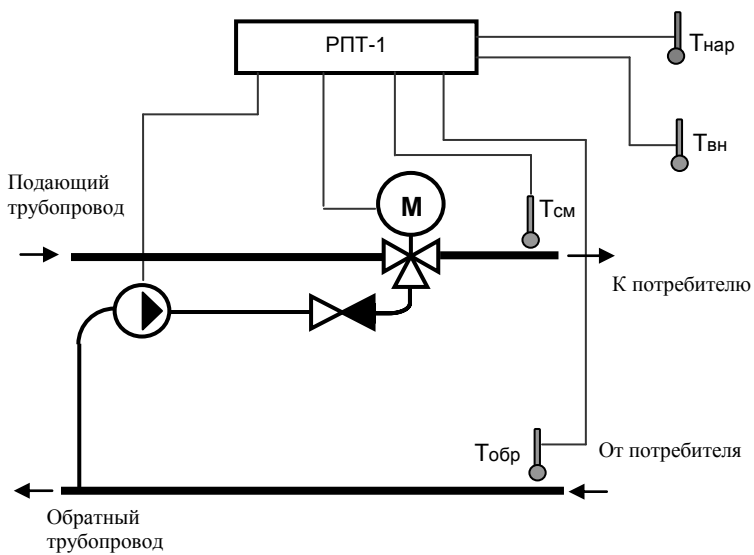 РПТ-1
Тнар
Твн
Подающий
трубопровод
М
Тсм
К потребителю
Тобр
От потребителя
Обратный
трубопровод